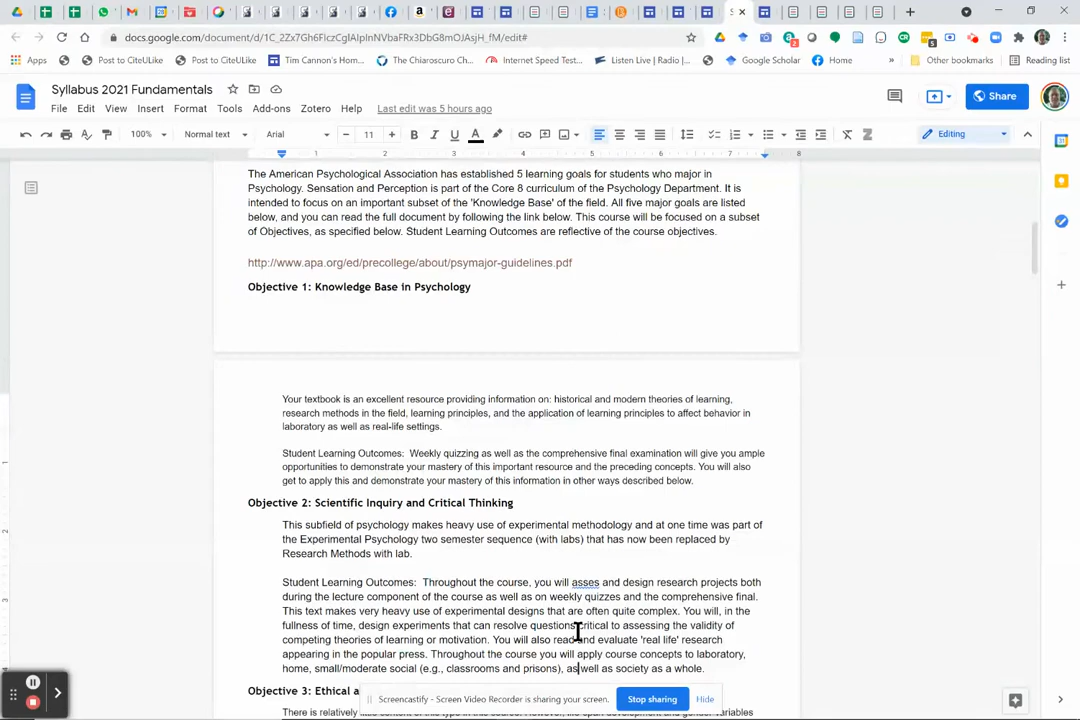 docs.google.com/document/d/1C_2Zx7Gh6FiczCgIAlpInNVbaFRx3DbG8mOJAsjH_fM/edit#
Apps Post to CiteULike Post to CiteULike Tim Cannon's Hom... The Chiaroscuro Ch... Internet Speed Test... Listen Live | Radio |... Google Scholar Home Other bookmarks Reading list
Syllabus 2021 Fundamentals
File Edit View Insert Format Tools Add-ons Zotero Help Last edit was 5 hours ago
Share
100% Normal text Arial 11 Editing
1 2 3 4 5 6 7 8
The American Psychological Association has established 5 learning goals for students who major in
Psychology. Sensation and Perception is part of the Core 8 curriculum of the Psychology Department. It is
intended to focus on an important subset of the 'Knowledge Base' of the field. All five major goals are listed
below, and you can read the full document by following the link below. This course will be focused on a subset
of Objectives, as specified below. Student Learning Outcomes are reflective of the course objectives.
http://www.apa.org/ed/precollege/about/psymajor-guidelines.pdf
Objective 1: Knowledge Base in Psychology
Your textbook is an excellent resource providing information on: historical and modern theories of learning,
research methods in the field, learning principles, and the application of learning principles to affect behavior in
laboratory as well as real-life settings.
Student Learning Outcomes: Weekly quizzing as well as the comprehensive final examination will give you ample
opportunities to demonstrate your mastery of this important resource and the preceding concepts. You will also
get to apply this and demonstrate your mastery of this information in other ways described below.
Objective 2: Scientific Inquiry and Critical Thinking
This subfield of psychology makes heavy use of experimental methodology and at one time was part of
the Experimental Psychology two semester sequence (with labs) that has now been replaced by
Research Methods with lab.
Student Learning Outcomes: Throughout the course, you will asses and design research projects both
during the lecture component of the course as well as on weekly quizzes and the comprehensive final.
This text makes very heavy use of experimental designs that are often quite complex. You will, in the
fullness of time, design experiments that can resolve questions critical to assessing the validity of
competing theories of learning or motivation. You will also read and evaluate 'real life' research
appearing in the popular press. Throughout the course you will apply course concepts to laboratory,
home, small/moderate social (e.g., classrooms and prisons), as well as society as a whole.
Objective 3: Ethical a
Screencastify - Screen Video Recorder is sharing your screen. Stop sharing Hide